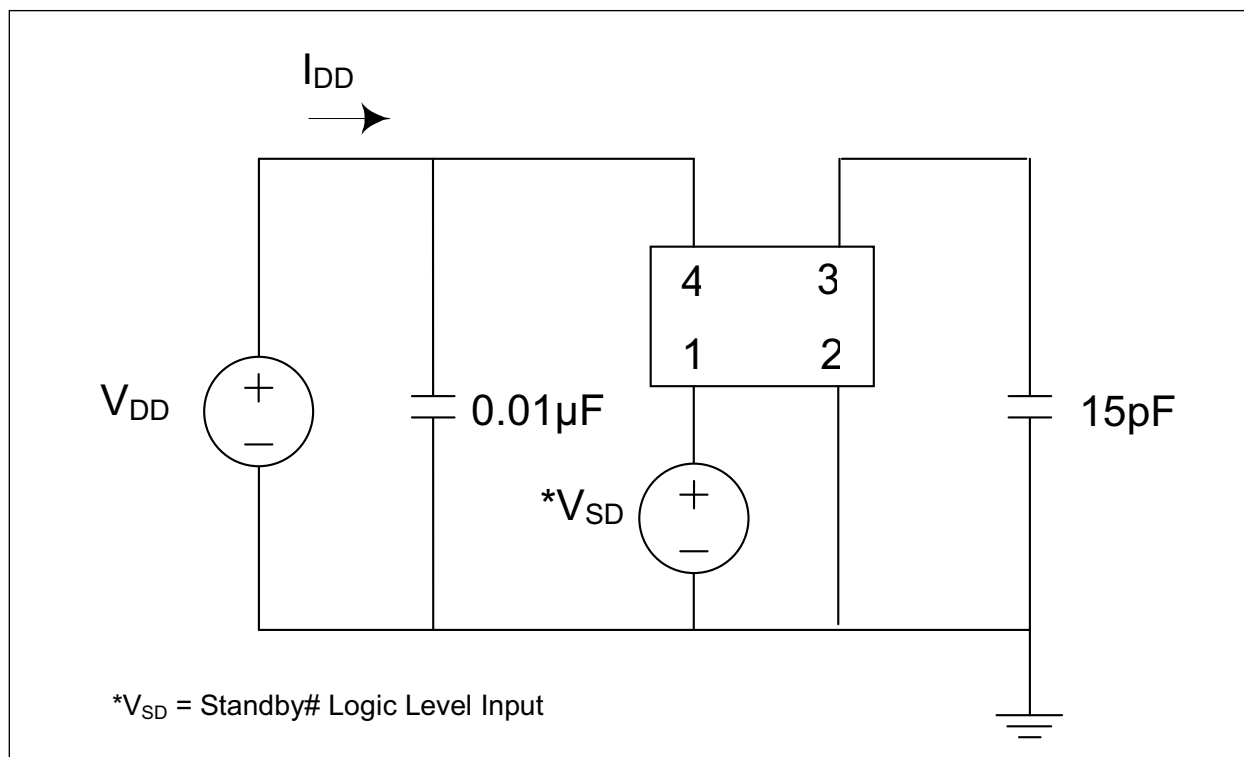 I_DD
4 3
1 2
V_DD
+
−
0.01µF
15pF
*V_SD
+
−
*V_SD = Standby# Logic Level Input